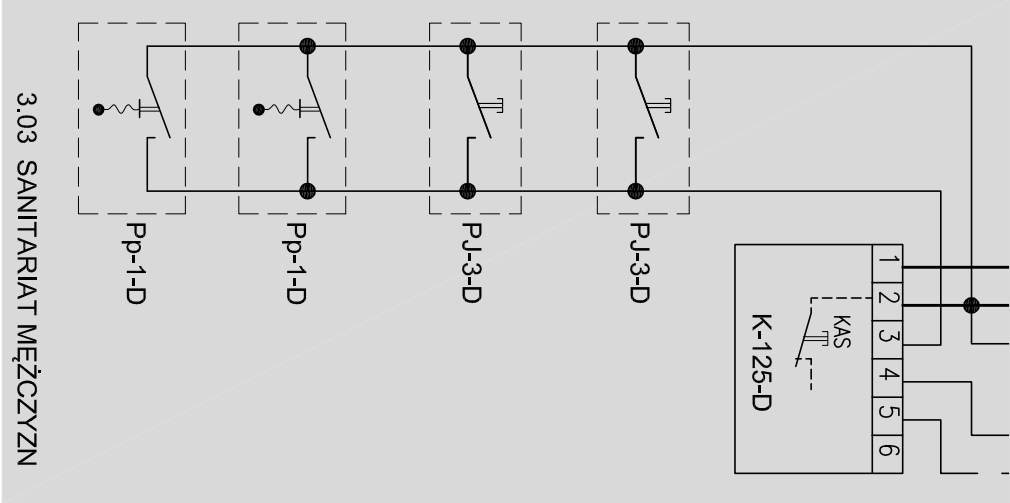 3.03 SANITARIAT MĘŻCZYZN
Pp-1-D
Pp-1-D
PJ-3-D
PJ-3-D
K-125-D
KAS
1
2
3
4
5
6